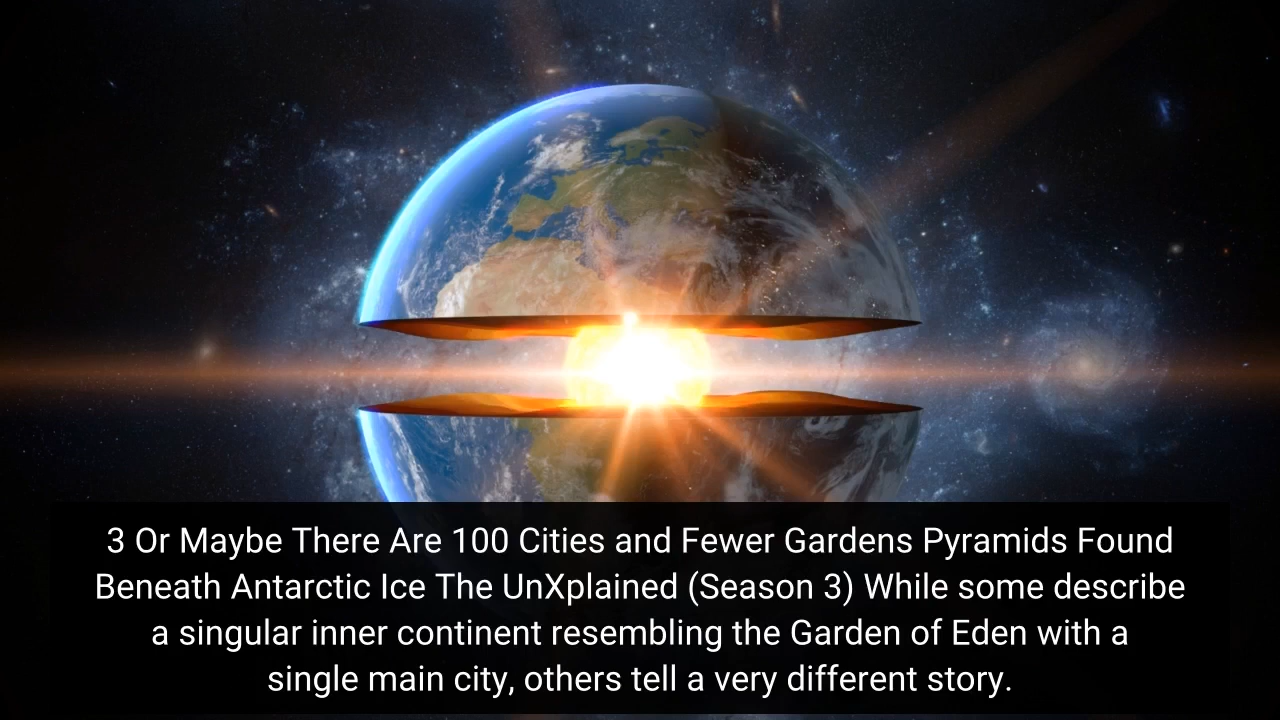 3 Or Maybe There Are 100 Cities and Fewer Gardens Pyramids Found
Beneath Antarctic Ice The UnXplained (Season 3) While some describe
a singular inner continent resembling the Garden of Eden with a
single main city, others tell a very different story.